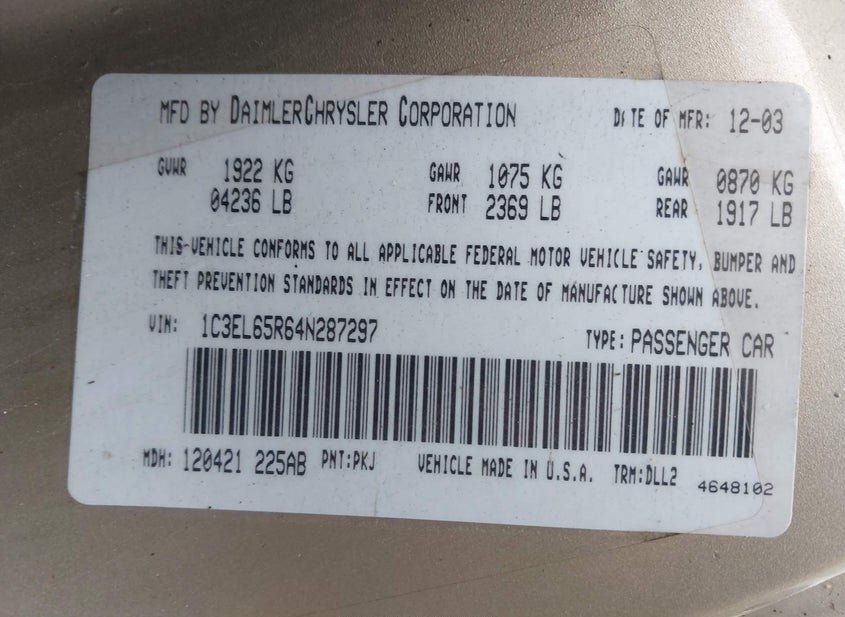 MFD BY DAIMLERCHRYSLER CORPORATION DATE OF MFR: 12-03
GVWR 1922 KG GAWR 1075 KG GAWR 0870 KG
04236 LB FRONT 2369 LB REAR 1917 LB
THIS VEHICLE CONFORMS TO ALL APPLICABLE FEDERAL MOTOR VEHICLE SAFETY, BUMPER AND
THEFT PREVENTION STANDARDS IN EFFECT ON THE DATE OF MANUFACTURE SHOWN ABOVE.
VIN: 1C3EL65R64N287297 TYPE: PASSENGER CAR
MDH: 120421 225AB PNT:PKJ VEHICLE MADE IN U.S.A. TRM:DLL2 4648102